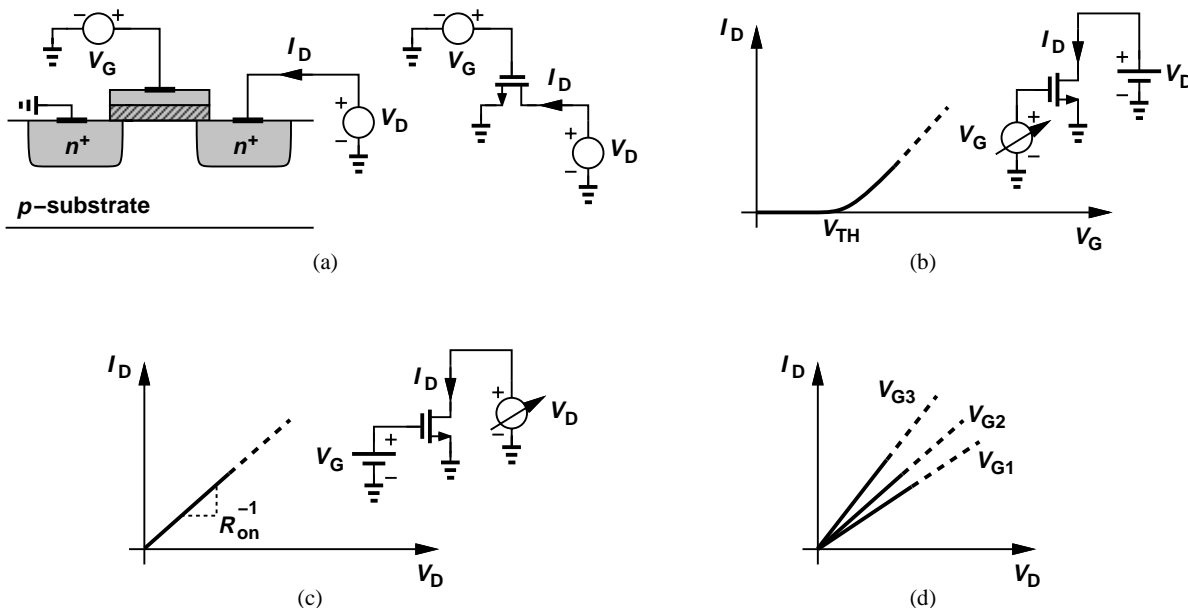 − + V_G I_D + − V_D
n⁺ n⁺
p−substrate
− + V_G I_D + − V_D
(a)
I_D I_D + − V_D
V_G + −
V_TH V_G
(b)
I_D I_D + − V_D
V_G + −
R_on^−1
V_D
(c)
I_D V_G3
V_G2
V_G1
V_D
(d)